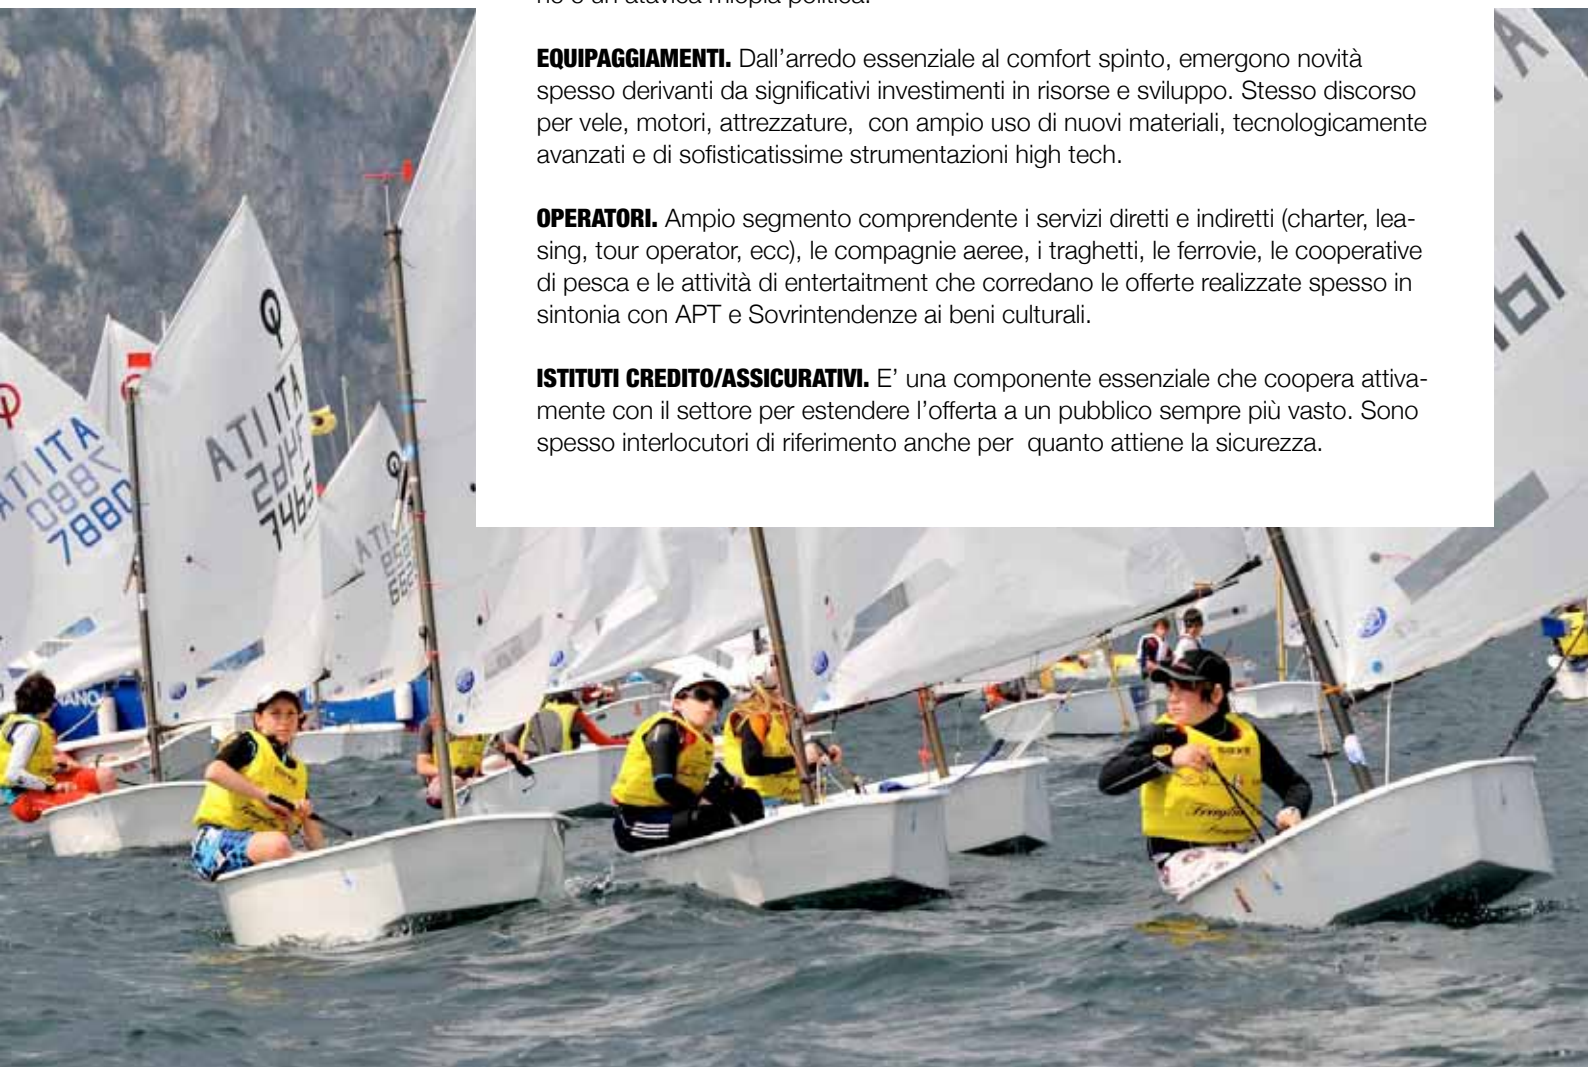 EQUIPAGGIAMENTI. Dall'arredo essenziale al comfort spinto, emergono novità
spesso derivanti da significativi investimenti in risorse e sviluppo. Stesso discorso
per vele, motori, attrezzature,  con ampio uso di nuovi materiali, tecnologicamente
avanzati e di sofisticatissime strumentazioni high tech.
OPERATORI. Ampio segmento comprendente i servizi diretti e indiretti (charter, lea-
sing, tour operator, ecc), le compagnie aeree, i traghetti, le ferrovie, le cooperative
di pesca e le attività di entertaitment che corredano le offerte realizzate spesso in
sintonia con APT e Sovrintendenze ai beni culturali.
ISTITUTI CREDITO/ASSICURATIVI. E' una componente essenziale che coopera attiva-
mente con il settore per estendere l'offerta a un pubblico sempre più vasto. Sono
spesso interlocutori di riferimento anche per  quanto attiene la sicurezza.
ITA
7880
ITA
7465